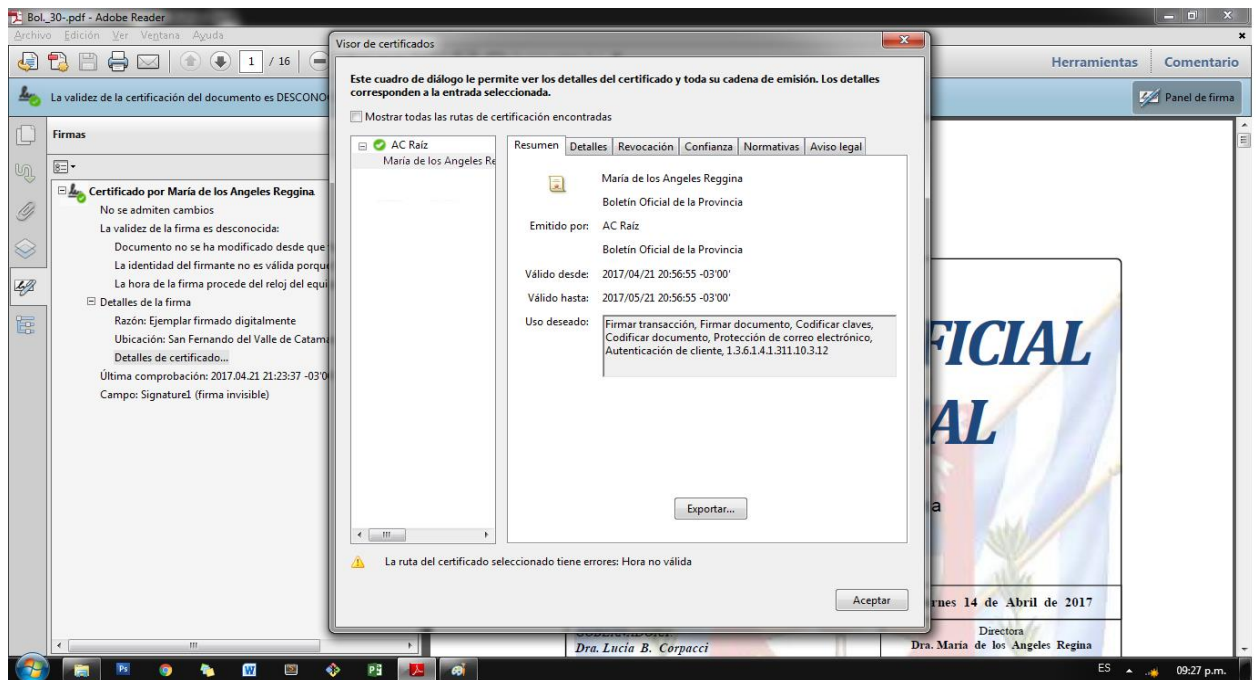 Bol._30-.pdf - Adobe Reader
Archivo Edición Ver Ventana Ayuda
1 / 16
Herramientas
Comentario
La validez de la certificación del documento es DESCONO
Panel de firma
Firmas
Certificado por María de los Angeles Reggina
No se admiten cambios
La validez de la firma es desconocida:
Documento no se ha modificado desde que
La identidad del firmante no es válida porque
La hora de la firma procede del reloj del equi
Detalles de la firma
Razón: Ejemplar firmado digitalmente
Ubicación: San Fernando del Valle de Catama
Detalles de certificado...
Última comprobación: 2017.04.21 21:23:37 -03'0
Campo: Signature1 (firma invisible)
Visor de certificados
Este cuadro de diálogo le permite ver los detalles del certificado y toda su cadena de emisión. Los detalles
corresponden a la entrada seleccionada.
Mostrar todas las rutas de certificación encontradas
AC Raíz
María de los Angeles Re
Resumen Detalles Revocación Confianza Normativas Aviso legal
María de los Angeles Reggina
Boletín Oficial de la Provincia
Emitido por: AC Raíz
Boletín Oficial de la Provincia
Válido desde: 2017/04/21 20:56:55 -03'00'
Válido hasta: 2017/05/21 20:56:55 -03'00'
Uso deseado: Firmar transacción, Firmar documento, Codificar claves,
Codificar documento, Protección de correo electrónico,
Autenticación de cliente, 1.3.6.1.4.1.311.10.3.12
Exportar...
La ruta del certificado seleccionado tiene errores: Hora no válida
Aceptar
FICIAL
AL
a
rnes 14 de Abril de 2017
Directora
Dra. Maria de los Angeles Regina
Dra. Lucía B. Corpacci
ES
09:27 p.m.